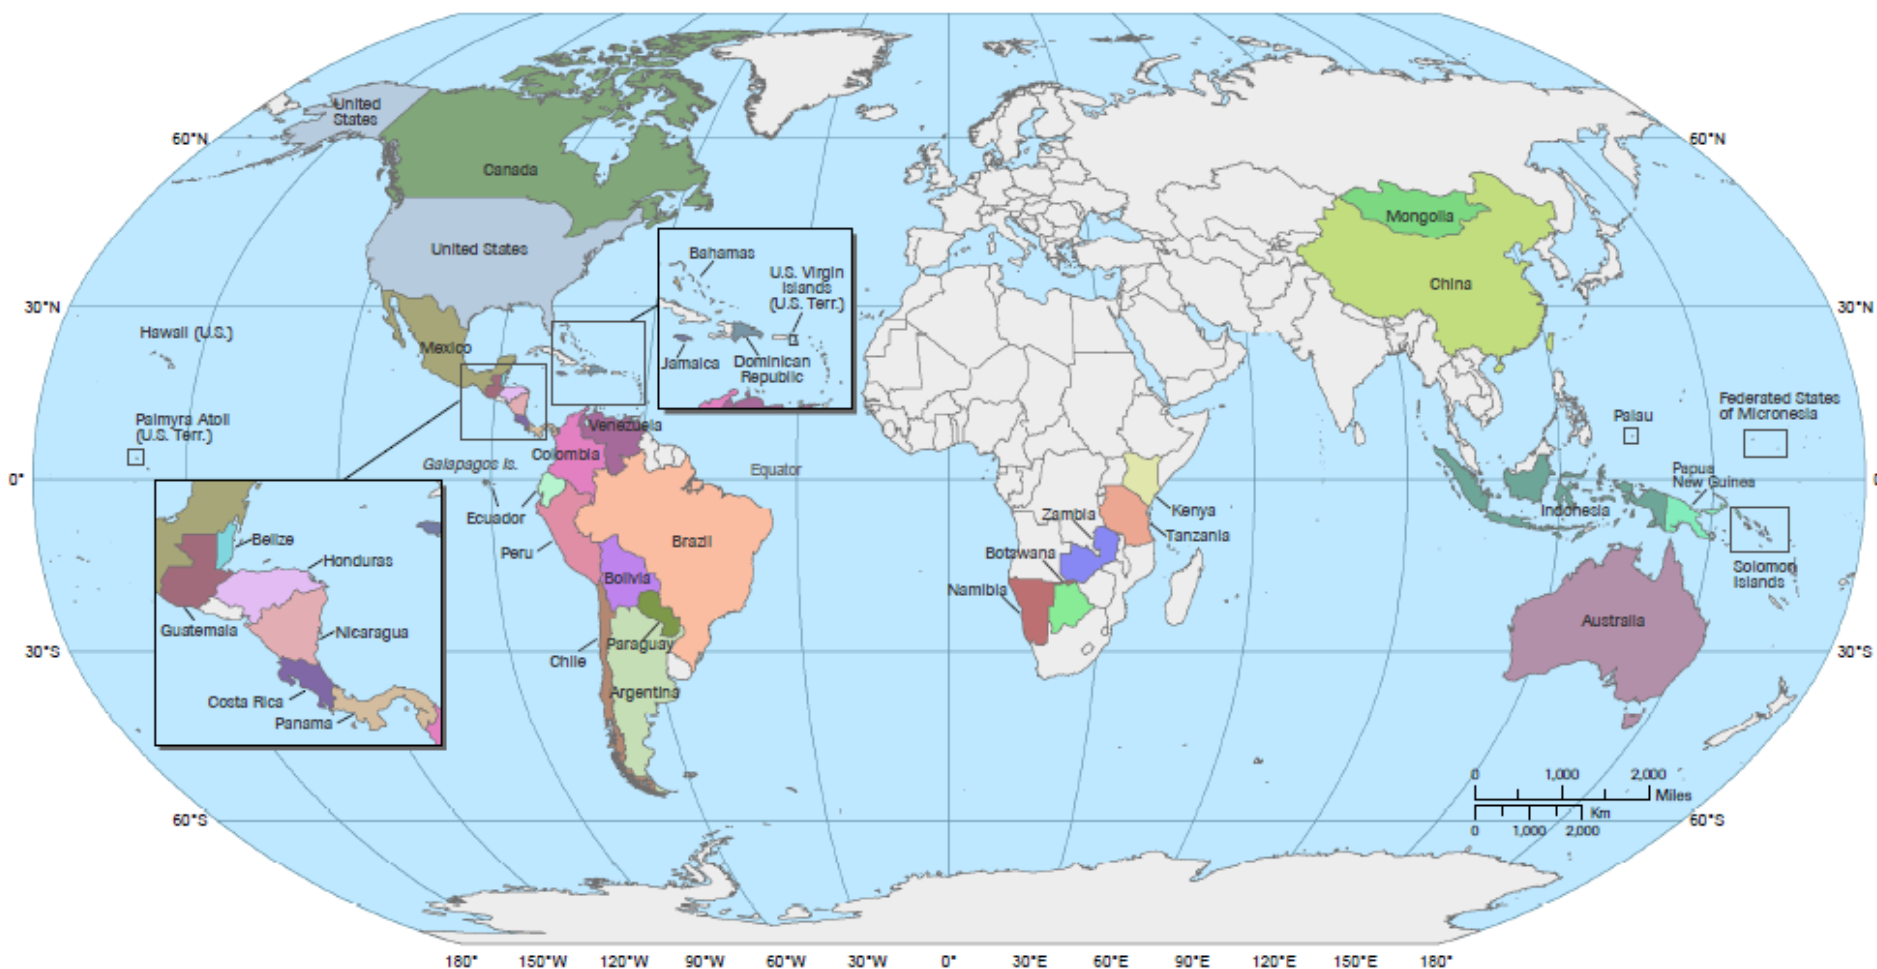 United
States
60°N
60°N
Canada
Mongolia
United States
Bahamas
U.S. Virgin
Islands
(U.S. Terr.)
China
30°N
30°N
Hawaii (U.S.)
Mexico
Jamaica
Dominican
Republic
Palmyra Atoll
(U.S. Terr.)
Palau
Federated States
of Micronesia
Venezuela
Colombia
Galapagos Is.
Equator
0°
0°
Papua
New Guinea
Ecuador
Kenya
Indonesia
Zambia
Tanzania
Belize
Peru
Brazil
Botswana
Honduras
Bolivia
Namibia
Solomon
Islands
Guatemala
Nicaragua
Australia
Paraguay
30°S
30°S
Chile
Argentina
Costa Rica
Panama
0 1,000 2,000
Miles
Km
0 1,000 2,000
60°S
60°S
180° 150°W 120°W 90°W 60°W 30°W 0° 30°E 60°E 90°E 120°E 150°E 180°